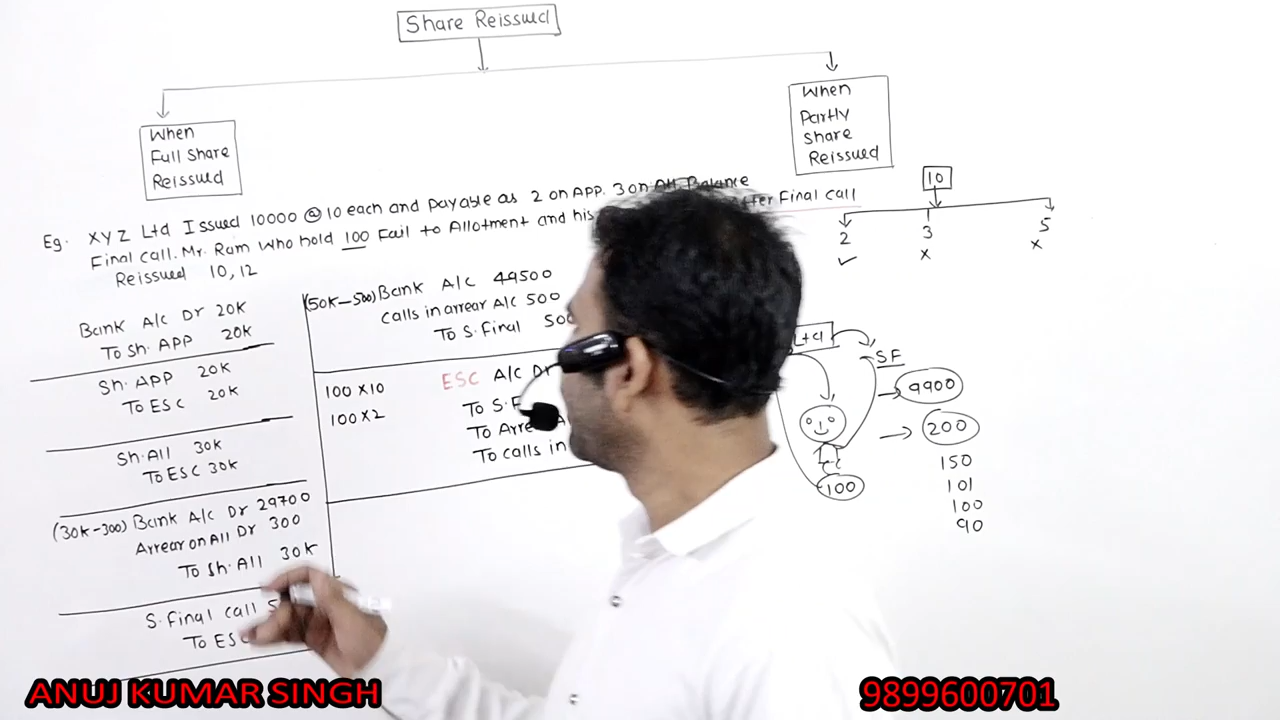 Share Reissued
When
Full Share
Reissued
When
Partly
Share
Reissued
Eg. XYZ Ltd Issued 10000 @ 10 each and payable as 2 on APP. 3 on All Balance
Final call. Mr. Ram who hold 100 Fail to Allotment and his Final call
Reissued 10, 12
10
2 3 5
✓ x x
Bank A/c Dr 20K
To Sh. APP 20K
Sh. APP 20K
To ESC 20K
Sh. All 30K
To ESC 30K
(30K-300) Bank A/c Dr 29700
Arrear on All Dr 300
To Sh. All 30K
S. Final call
To ESC
(50K-500) Bank A/c 49500
calls in arrear A/c 500
To S. Final
100 X 10
100 X 2
ESC A/c Dr
To S.
To
To calls in
SF
9900
200
150
101
100
90
100
ANUJ KUMAR SINGH
9899600701